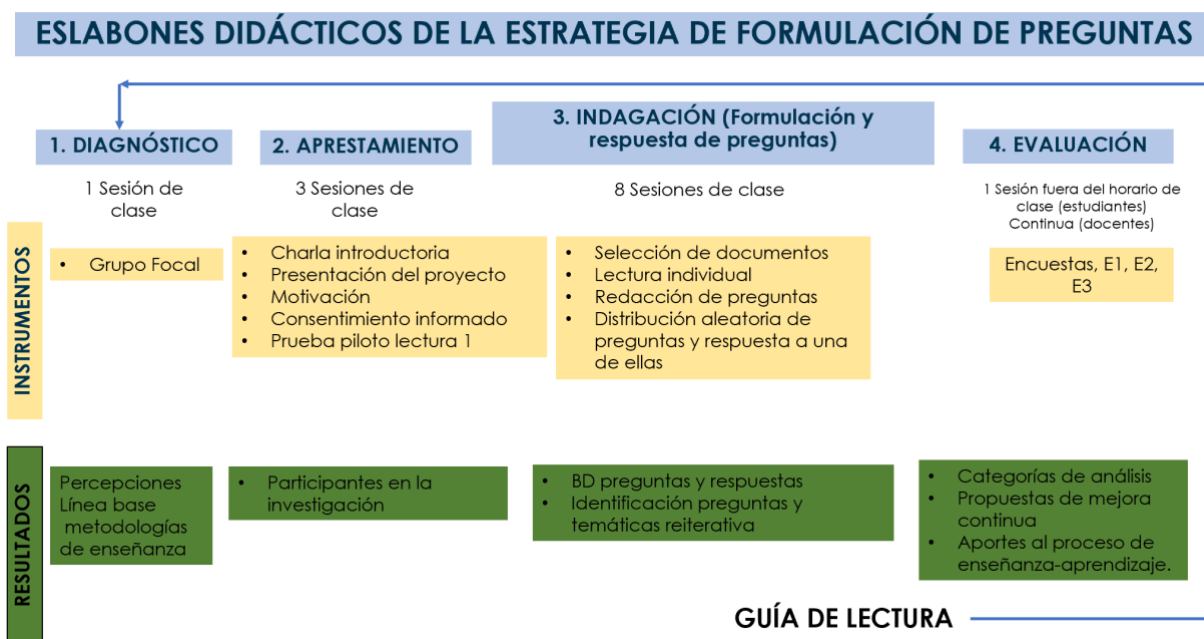 ESLABONES DIDÁCTICOS DE LA ESTRATEGIA DE FORMULACIÓN DE PREGUNTAS
1. DIAGNÓSTICO
2. APRESTAMIENTO
3. INDAGACIÓN (Formulación y
respuesta de preguntas)
4. EVALUACIÓN
1 Sesión de
clase
3 Sesiones de
clase
8 Sesiones de clase
1 Sesión fuera del horario de
clase (estudiantes)
Continua (docentes)
INSTRUMENTOS
• Grupo Focal
• Charla introductoria
• Presentación del proyecto
• Motivación
• Consentimiento informado
• Prueba piloto lectura 1
• Selección de documentos
• Lectura individual
• Redacción de preguntas
• Distribución aleatoria de
preguntas y respuesta a una
de ellas
Encuestas, E1, E2,
E3
RESULTADOS
Percepciones
Línea base
metodologías
de enseñanza
• Participantes en la
investigación
• BD preguntas y respuestas
• Identificación preguntas y
temáticas reiterativa
• Categorías de análisis
• Propuestas de mejora
continua
• Aportes al proceso de
enseñanza-aprendizaje.
GUÍA DE LECTURA